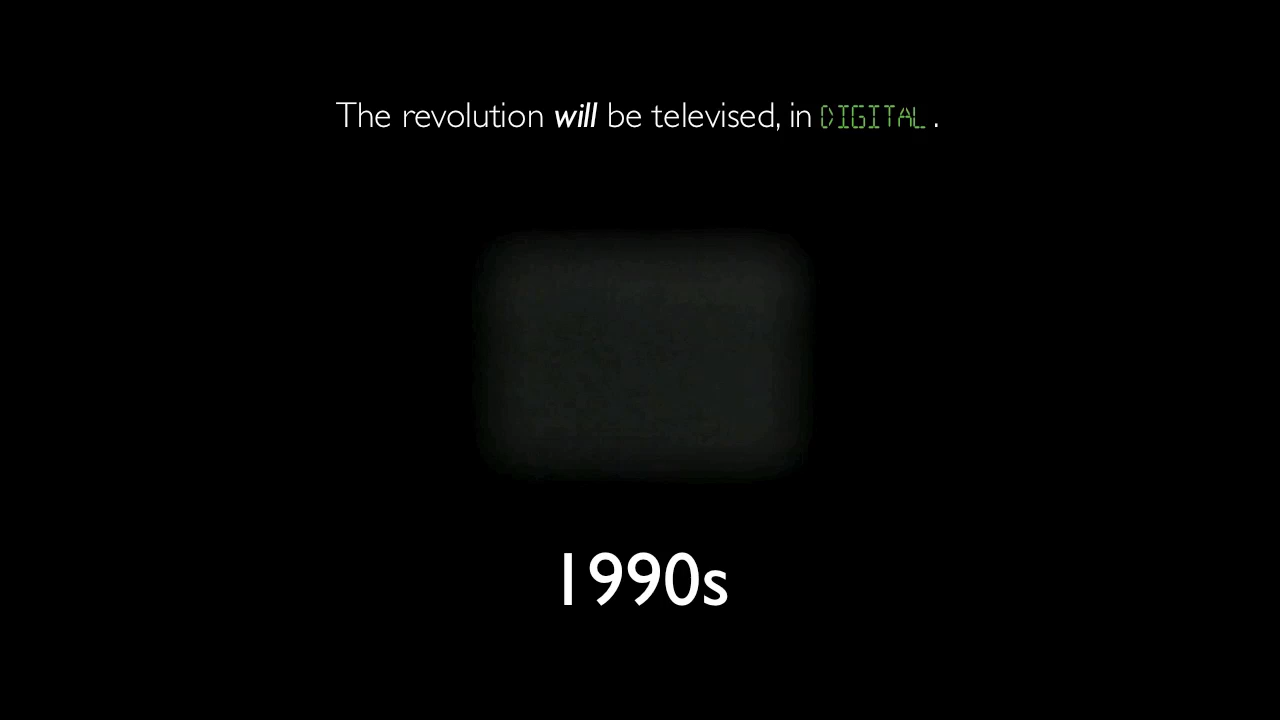 The revolution will be televised, in DIGITAL .
1990s